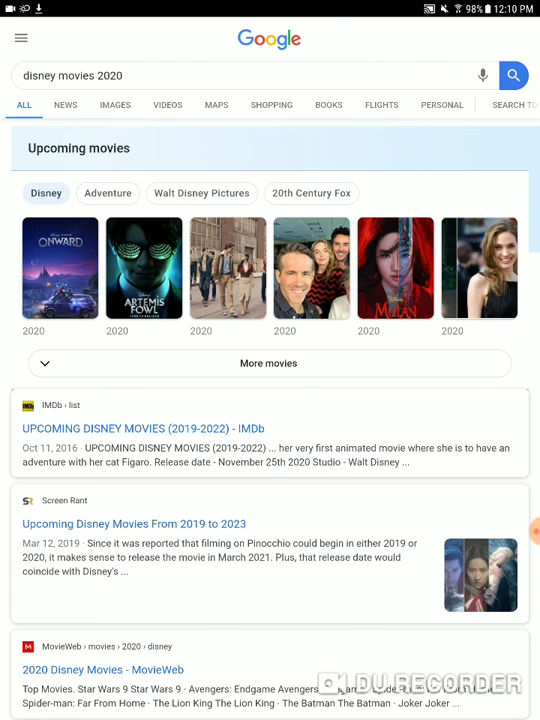 98% 12:10 PM
Google
disney movies 2020
ALL NEWS IMAGES VIDEOS MAPS SHOPPING BOOKS FLIGHTS PERSONAL SEARCH TO
Upcoming movies
Disney Adventure Walt Disney Pictures 20th Century Fox
ONWARD
ARTEMIS
FOWL
Disney
MULAN
2020 2020 2020 2020 2020 2020
More movies
IMDb IMDb › list
UPCOMING DISNEY MOVIES (2019-2022) - IMDb
Oct 11, 2016 · UPCOMING DISNEY MOVIES (2019-2022) ... her very first animated movie where she is to have an
adventure with her cat Figaro. Release date - November 25th 2020 Studio - Walt Disney ...
SR Screen Rant
Upcoming Disney Movies From 2019 to 2023
Mar 12, 2019 · Since it was reported that filming on Pinocchio could begin in either 2019 or
2020, it makes sense to release the movie in March 2021. Plus, that release date would
coincide with Disney's ...
M MovieWeb › movies › 2020 › disney
2020 Disney Movies - MovieWeb
DU RECORDER
Top Movies. Star Wars 9 Star Wars 9 · Avengers: Endgame Avengers:
Spider-man: Far From Home · The Lion King The Lion King · The Batman The Batman · Joker Joker ...